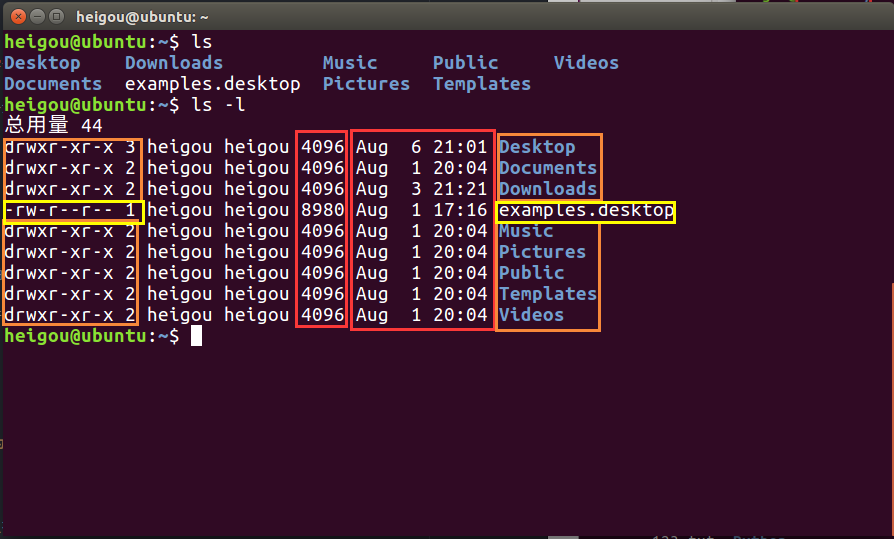 heigou@ubuntu: ~
heigou@ubuntu:~$ ls
Desktop    Downloads         Music     Public     Videos
Documents  examples.desktop  Pictures  Templates
heigou@ubuntu:~$ ls -l
总用量 44
drwxr-xr-x 3 heigou heigou 4096 Aug  6 21:01 Desktop
drwxr-xr-x 2 heigou heigou 4096 Aug  1 20:04 Documents
drwxr-xr-x 2 heigou heigou 4096 Aug  3 21:21 Downloads
-rw-r--r-- 1 heigou heigou 8980 Aug  1 17:16 examples.desktop
drwxr-xr-x 2 heigou heigou 4096 Aug  1 20:04 Music
drwxr-xr-x 2 heigou heigou 4096 Aug  1 20:04 Pictures
drwxr-xr-x 2 heigou heigou 4096 Aug  1 20:04 Public
drwxr-xr-x 2 heigou heigou 4096 Aug  1 20:04 Templates
drwxr-xr-x 2 heigou heigou 4096 Aug  1 20:04 Videos
heigou@ubuntu:~$